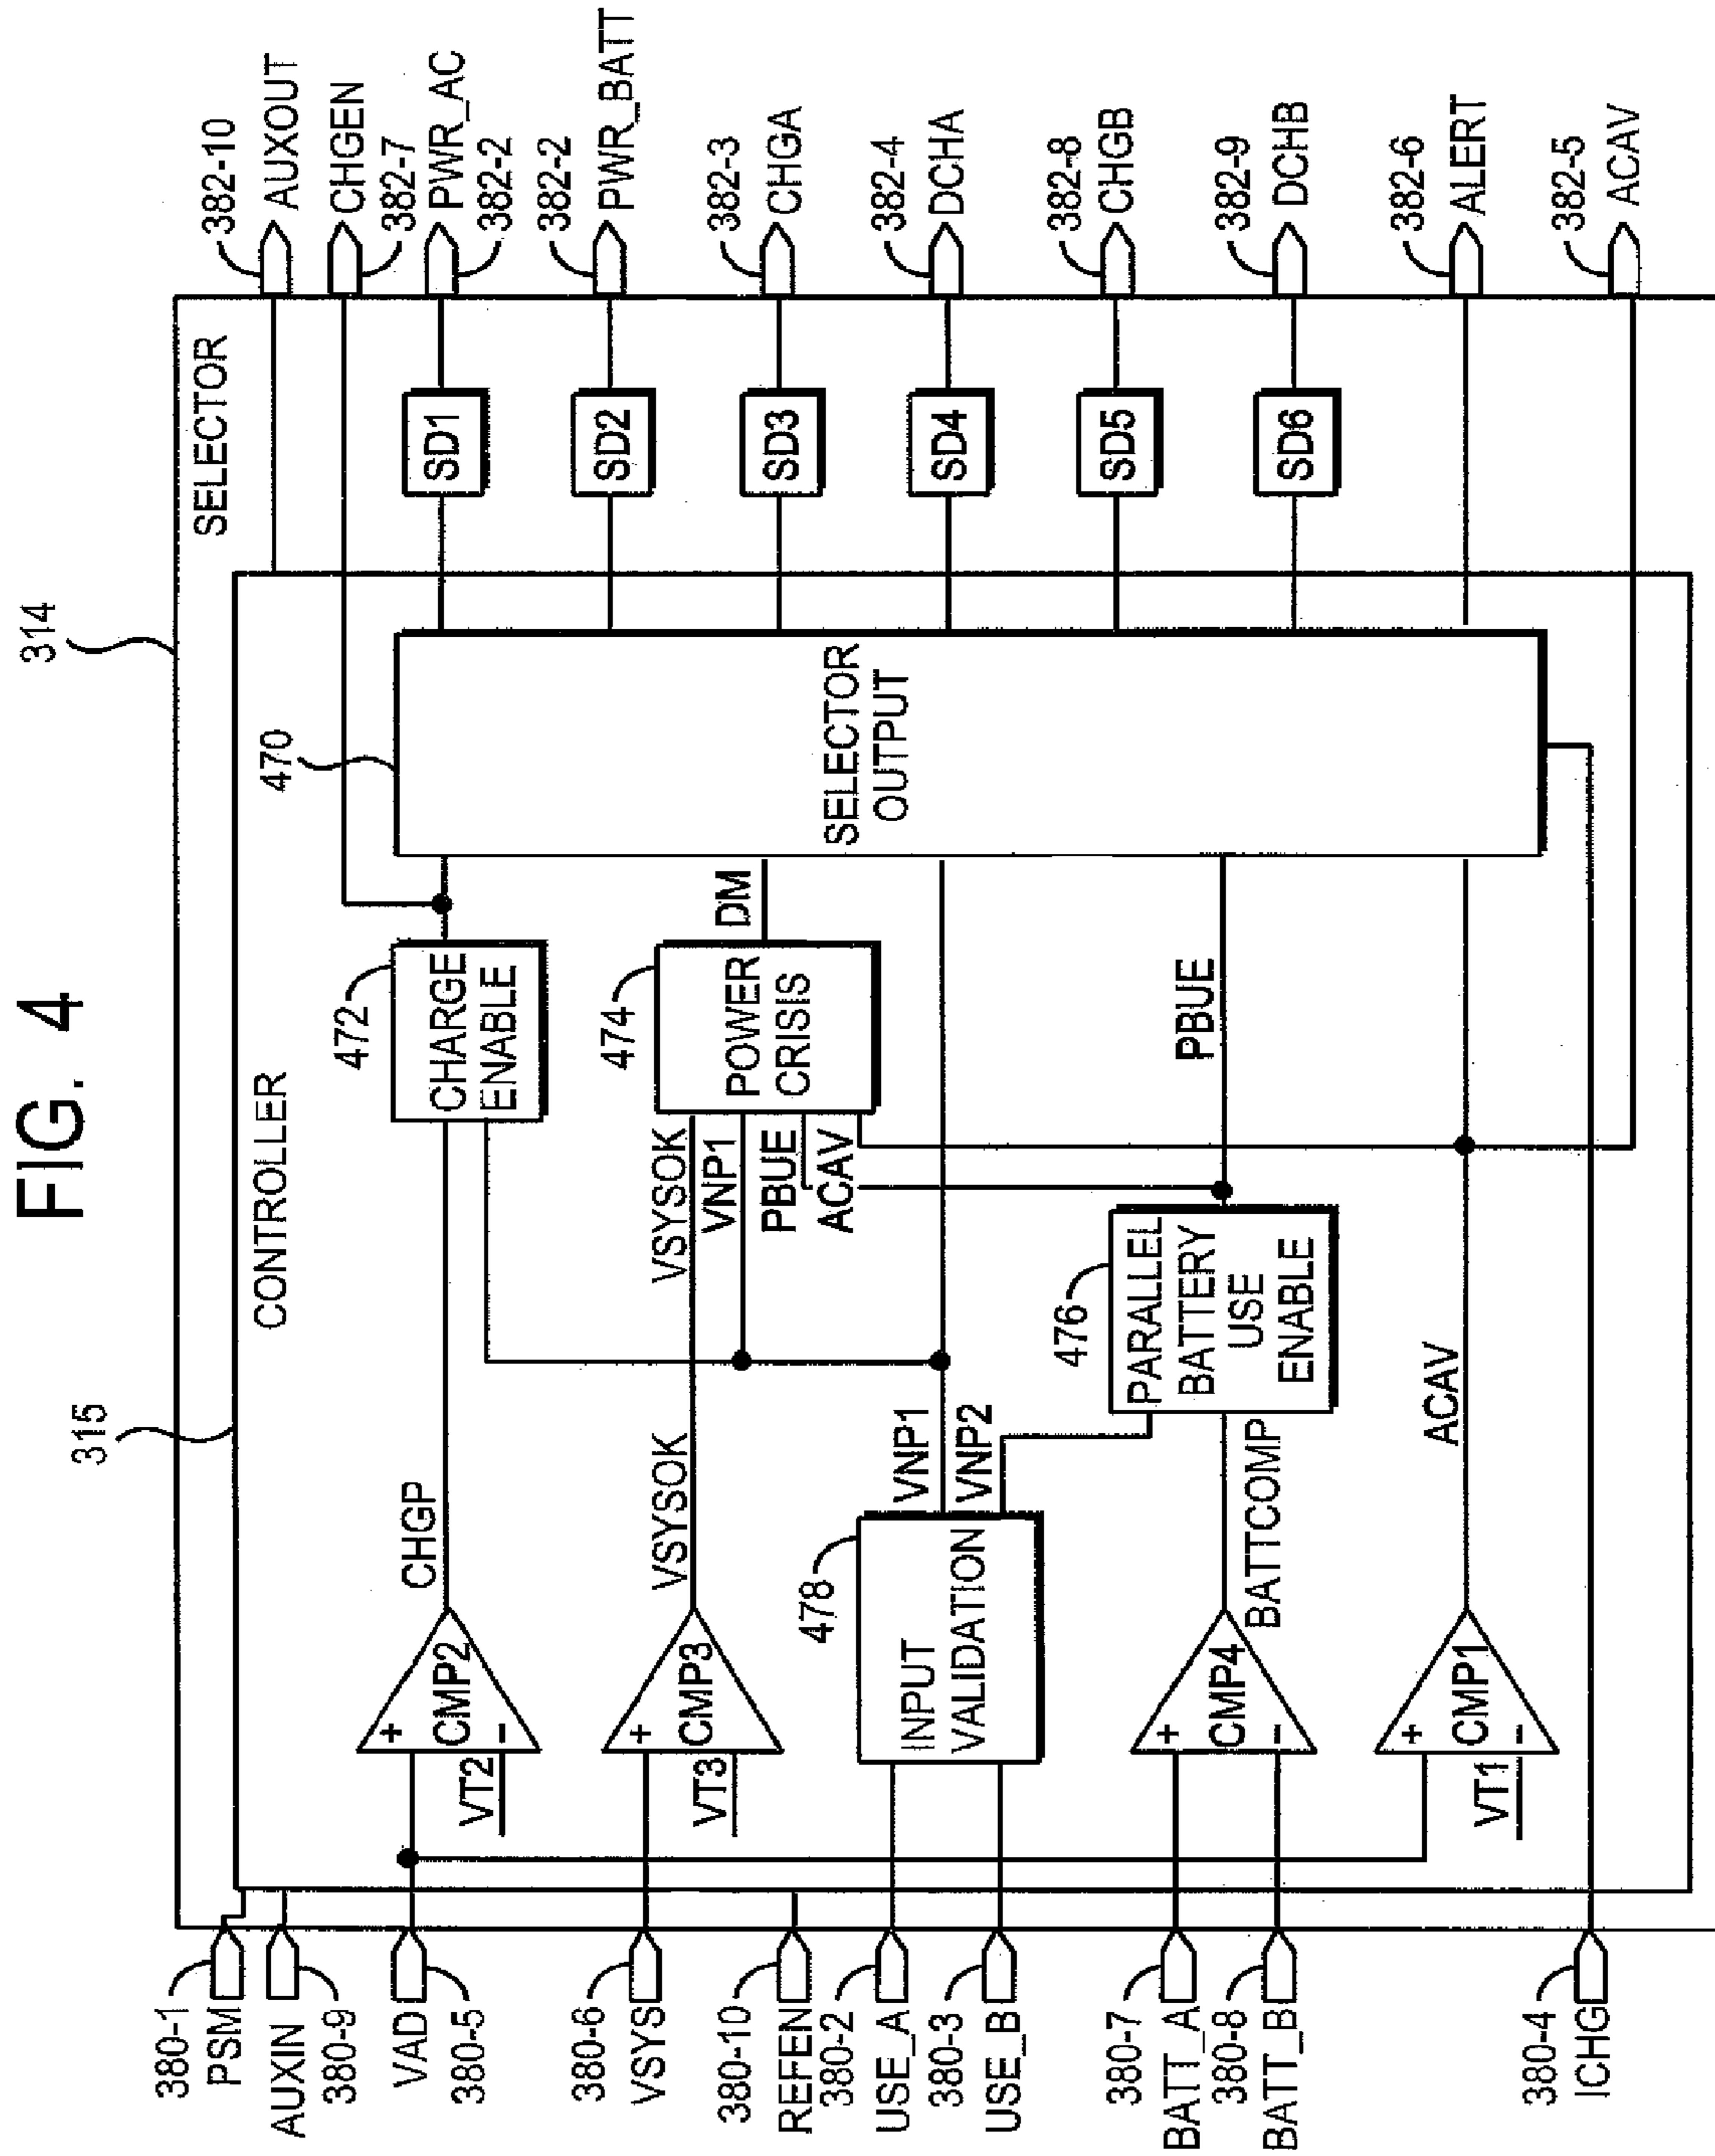 FIG. 4
314
315
SELECTOR
CONTROLLER
380-1
PSM
AUXIN
380-9
VAD
380-5
380-6
VSYS
380-10
REFEN
380-2
USE_A
380-3
USE_B
380-7
BATT_A
380-8
BATT_B
380-4
ICHG
+
CMP2
-
VT2
CHGP
+
CMP3
VT3
VSYSOK
VSYSOK
478
INPUT
VALIDATION
VNP1
VNP2
+
CMP4
-
BATTCOMP
+
CMP1
-
VT1
ACAV
472
CHARGE
ENABLE
474
POWER
CRISIS
VNP1
PBUE
ACAV
DM
476
PARALLEL
BATTERY
USE
ENABLE
PBUE
470
SELECTOR
OUTPUT
SD1
SD2
SD3
SD4
SD5
SD6
382-10
AUXOUT
CHGEN
382-7
PWR_AC
382-2
382-2
PWR_BATT
382-3
CHGA
382-4
DCHA
382-8
CHGB
382-9
DCHB
382-6
ALERT
382-5
ACAV